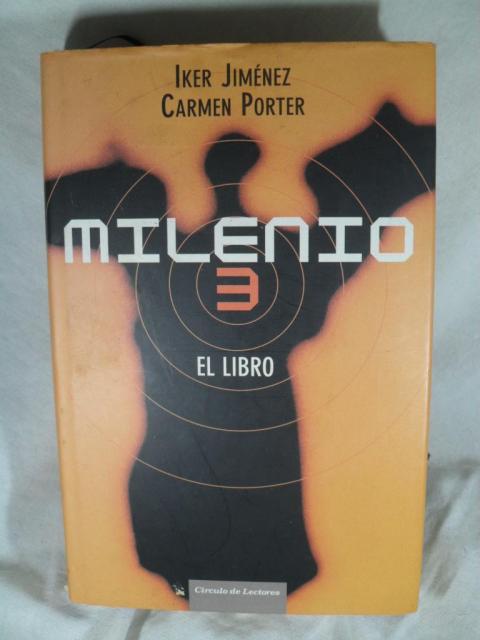 IKER JIMÉNEZ
CARMEN PORTER
MILENIO
3
EL LIBRO
Círculo de Lectores